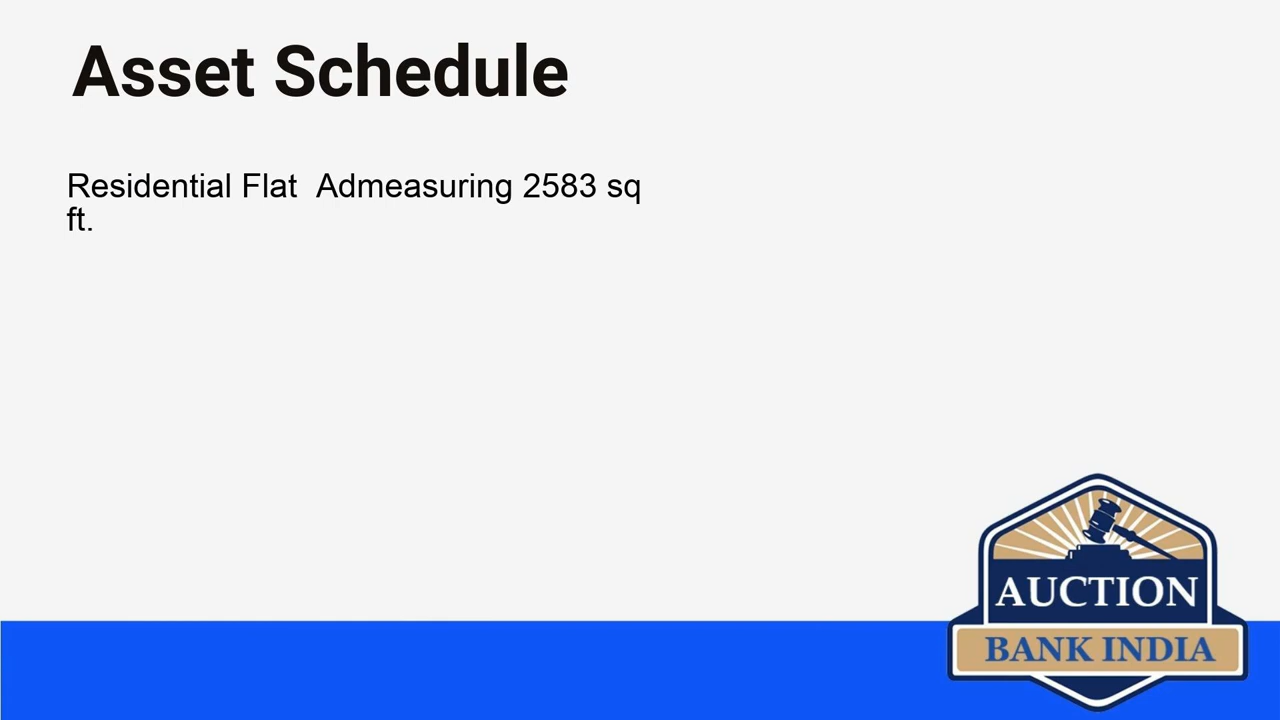 Asset Schedule
Residential Flat  Admeasuring 2583 sq
ft.
AUCTION
BANK INDIA